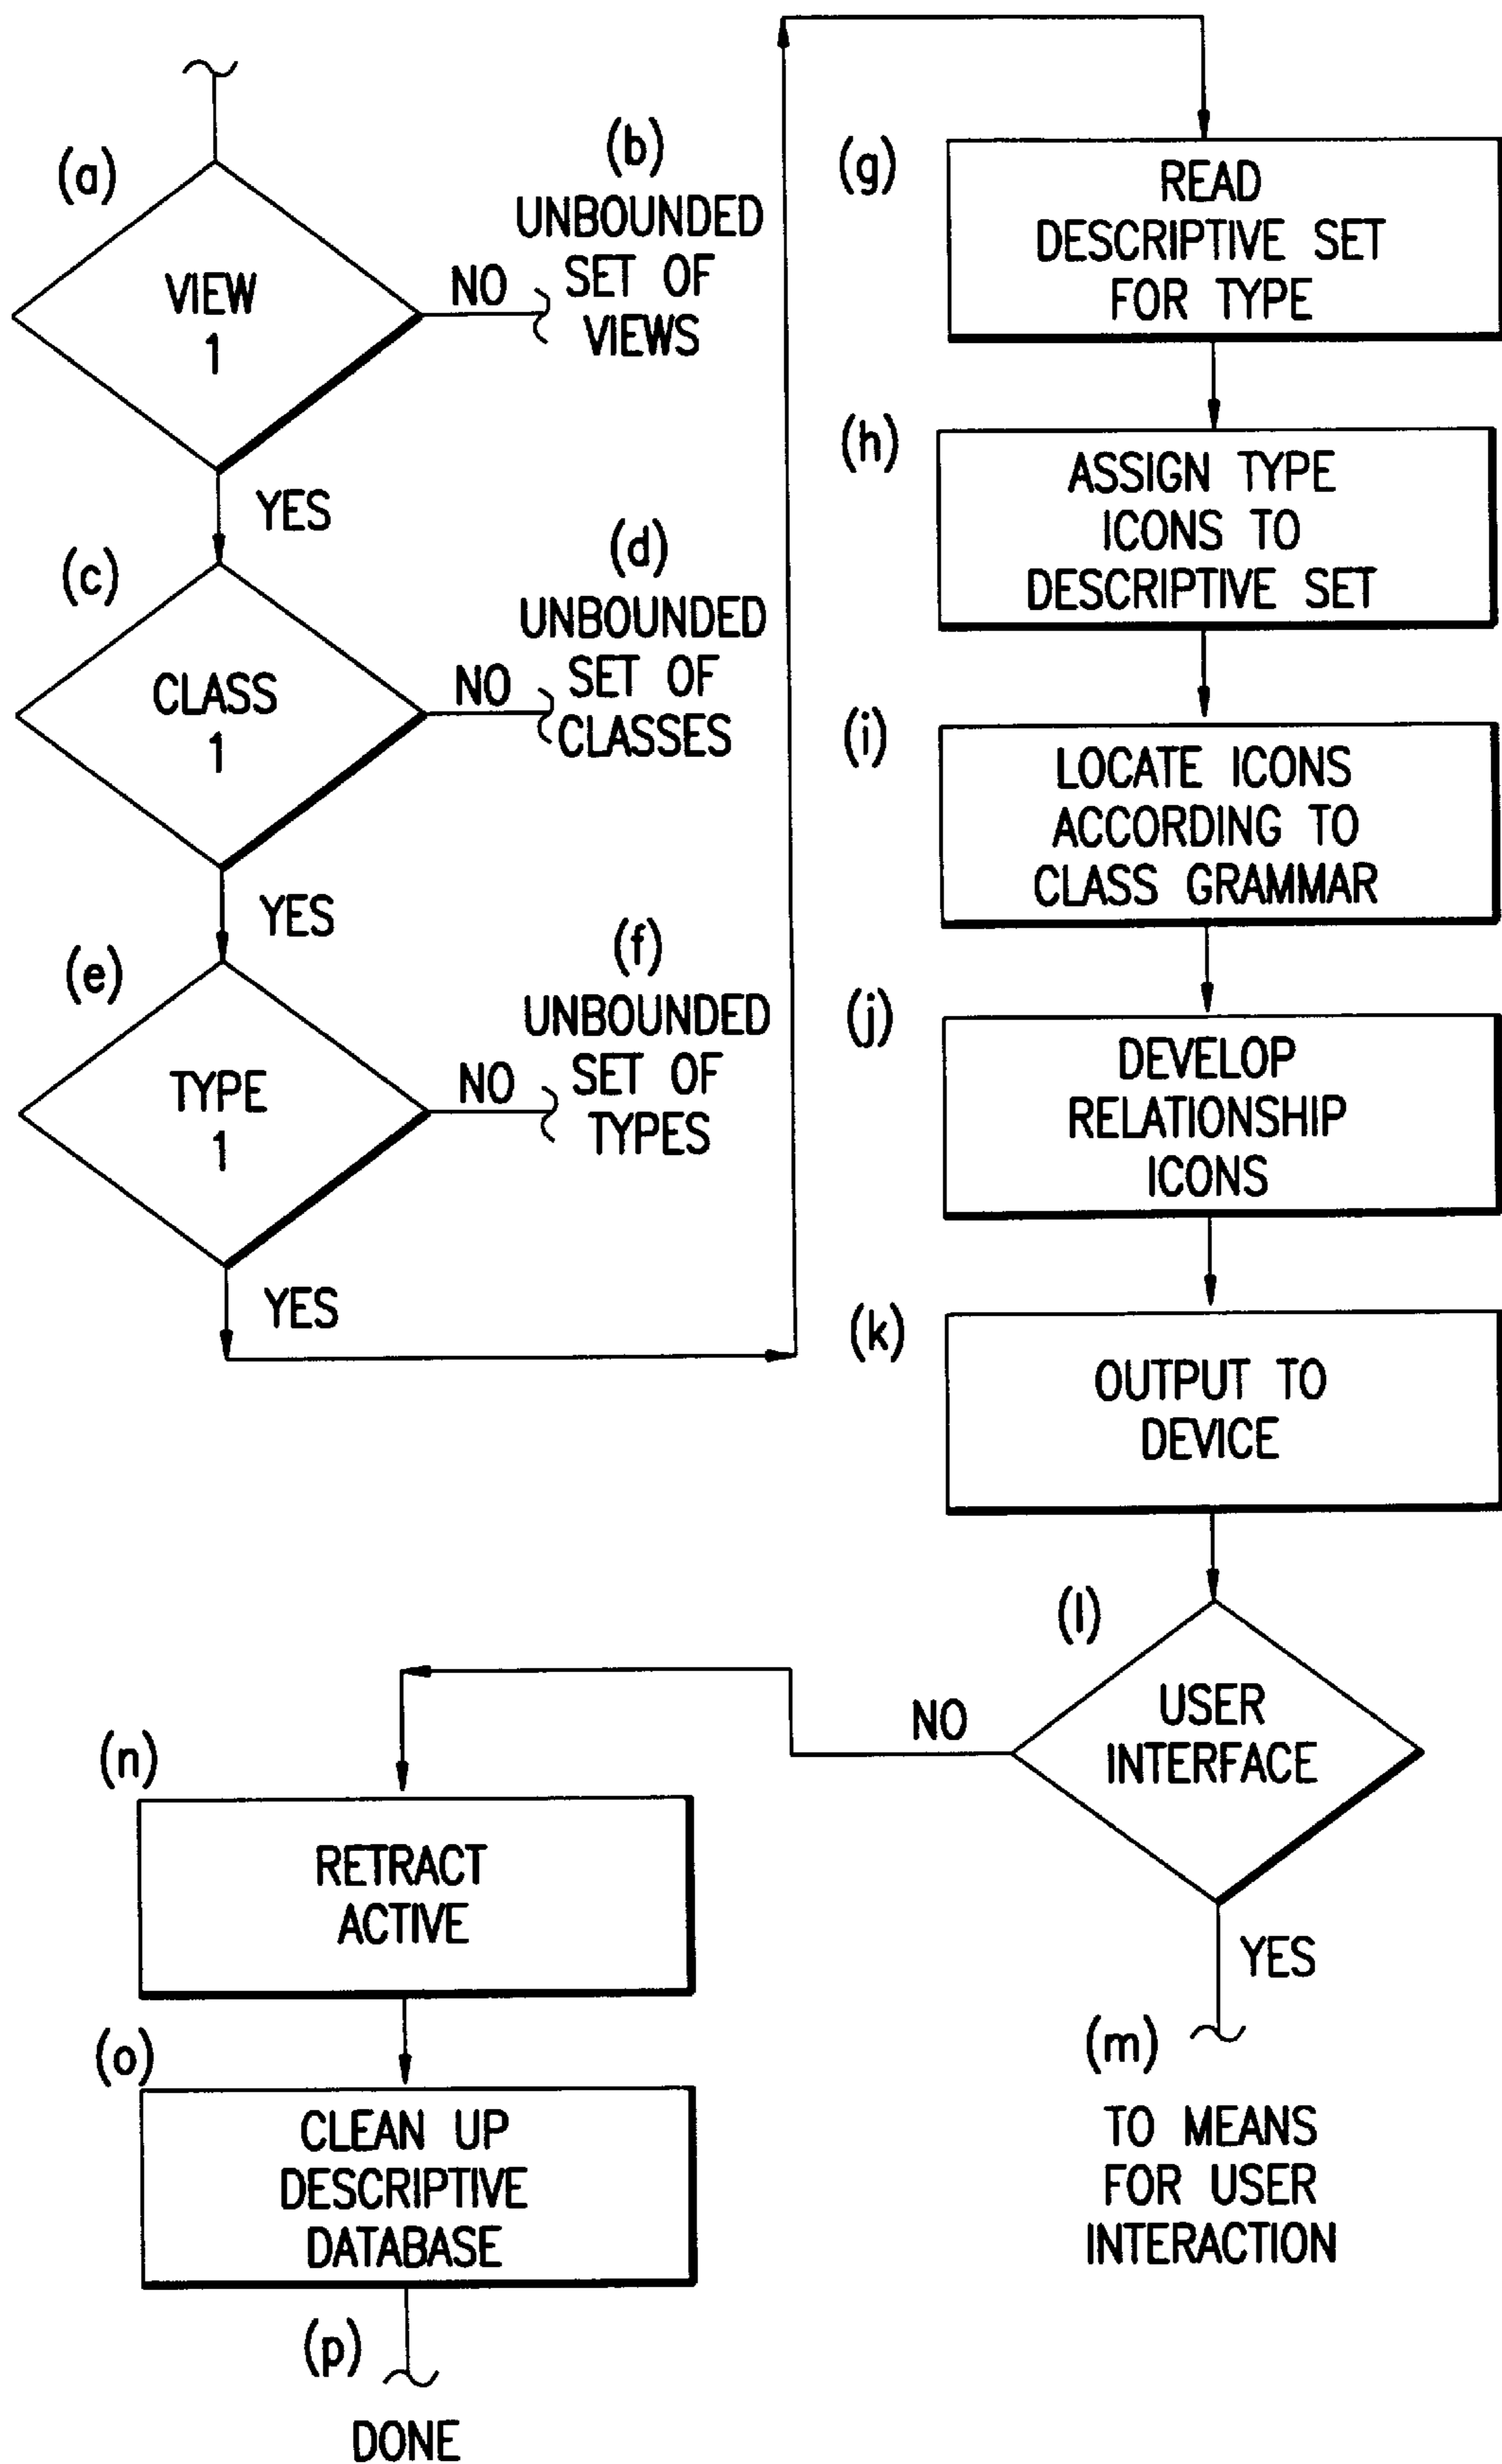 (a)
VIEW
1
NO
(b)
UNBOUNDED
SET OF
VIEWS
YES
(c)
CLASS
1
NO
(d)
UNBOUNDED
SET OF
CLASSES
YES
(e)
TYPE
1
NO
(f)
UNBOUNDED
SET OF
TYPES
YES
(g)
READ
DESCRIPTIVE SET
FOR TYPE
(h)
ASSIGN TYPE
ICONS TO
DESCRIPTIVE SET
(i)
LOCATE ICONS
ACCORDING TO
CLASS GRAMMAR
(j)
DEVELOP
RELATIONSHIP
ICONS
(k)
OUTPUT TO
DEVICE
(l)
USER
INTERFACE
NO
YES
(m)
TO MEANS
FOR USER
INTERACTION
(n)
RETRACT
ACTIVE
(o)
CLEAN UP
DESCRIPTIVE
DATABASE
(p)
DONE